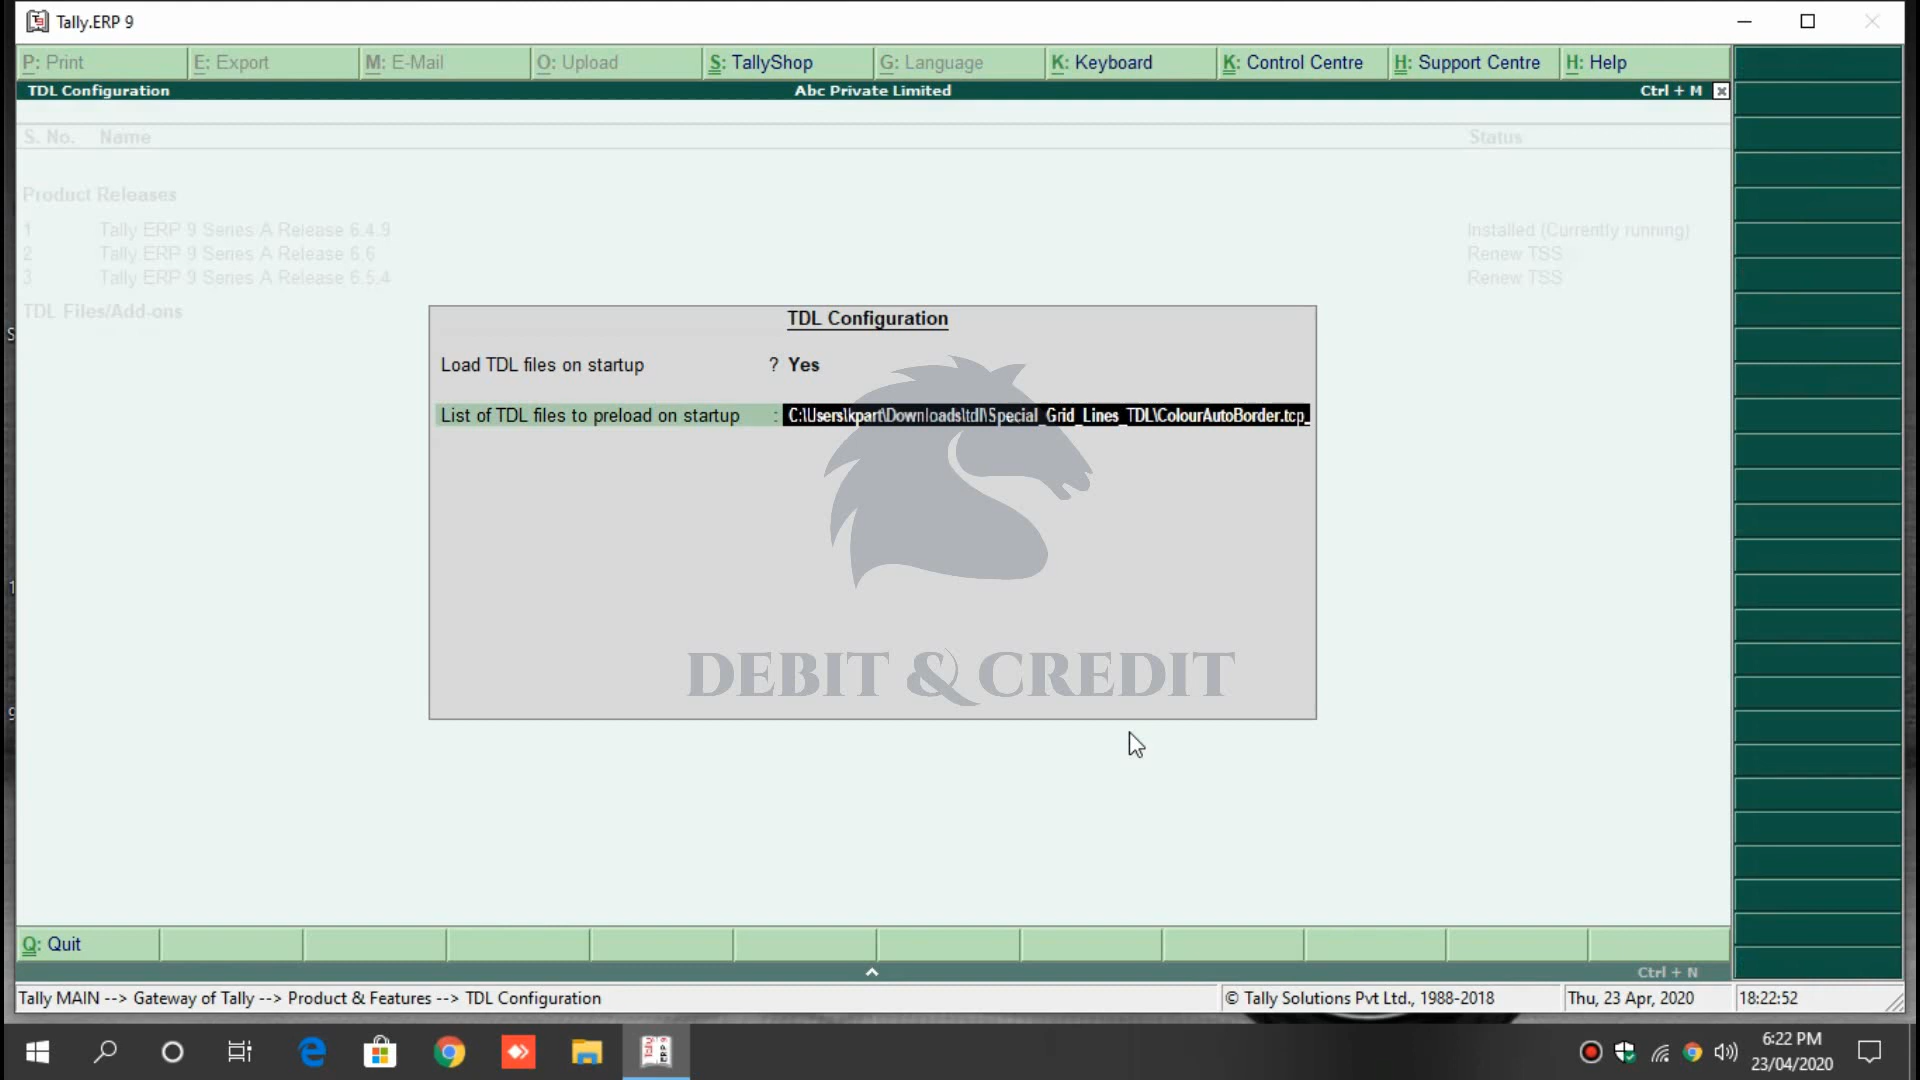 Tally.ERP 9
P: Print E: Export M: E-Mail O: Upload S: TallyShop G: Language K: Keyboard K: Control Centre H: Support Centre H: Help
TDL Configuration Abc Private Limited Ctrl + M
S. No. Name Status
Product Releases
1 Tally ERP 9 Series A Release 6.4.9 Installed (Currently running)
2 Tally ERP 9 Series A Release 6.6 Renew TSS
3 Tally ERP 9 Series A Release 6.5.4 Renew TSS
TDL Files/Add-ons
TDL Configuration
Load TDL files on startup ? Yes
List of TDL files to preload on startup : C:\Users\kpart\Downloads\tdl\Special_Grid_Lines_TDL\ColourAutoBorder.tcp_
DEBIT & CREDIT
Q: Quit
Ctrl + N
Tally MAIN --> Gateway of Tally --> Product & Features --> TDL Configuration © Tally Solutions Pvt Ltd., 1988-2018 Thu, 23 Apr, 2020 18:22:52
6:22 PM
23/04/2020